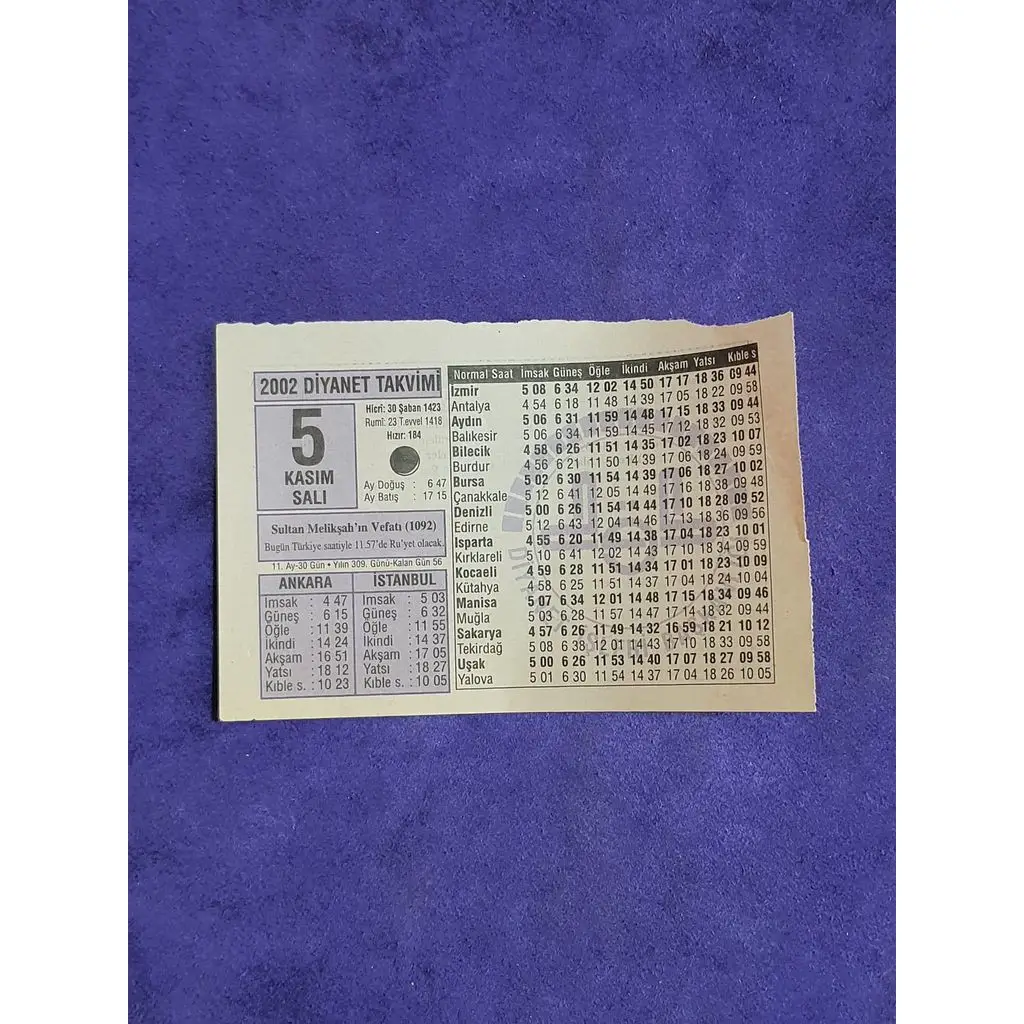 2002 DİYANET TAKVİMİ
5
KASIM
SALI
Hicrî: 30 Şaban 1423
Rumî: 23 T.evvel 1418
Hızır: 184
Ay Doğuş : 6 47
Ay Batış : 17 15
Sultan Melikşah'ın Vefatı (1092)
Bugün Türkiye saatiyle 11.57'de Ru'yet olacak.
11. Ay-30 Gün • Yılın 309. Günü-Kalan Gün 56
ANKARA
İmsak : 4 47
Güneş : 6 15
Öğle : 11 39
İkindi : 14 24
Akşam : 16 51
Yatsı : 18 12
Kıble s. : 10 23
İSTANBUL
İmsak : 5 03
Güneş : 6 32
Öğle : 11 55
İkindi : 14 37
Akşam : 17 05
Yatsı : 18 27
Kıble s. : 10 05
Normal Saat İmsak Güneş Öğle İkindi Akşam Yatsı Kıble s
İzmir 5 08 6 34 12 02 14 50 17 17 18 36 09 44
Antalya 4 54 6 18 11 48 14 39 17 05 18 22 09 58
Aydın 5 06 6 31 11 59 14 48 17 15 18 33 09 44
Balıkesir 5 06 6 34 11 59 14 45 17 12 18 32 09 53
Bilecik 4 58 6 26 11 51 14 35 17 02 18 23 10 07
Burdur 4 56 6 21 11 50 14 39 17 06 18 24 09 59
Bursa 5 02 6 30 11 54 14 39 17 06 18 27 10 02
Çanakkale 5 12 6 41 12 05 14 49 17 16 18 38 09 48
Denizli 5 00 6 26 11 54 14 44 17 10 18 28 09 52
Edirne 5 12 6 43 12 04 14 46 17 13 18 36 09 56
Isparta 4 55 6 20 11 49 14 38 17 04 18 23 10 01
Kırklareli 5 10 6 41 12 02 14 43 17 10 18 34 09 59
Kocaeli 4 59 6 28 11 51 14 34 17 01 18 23 10 09
Kütahya 4 58 6 25 11 51 14 37 17 04 18 24 10 04
Manisa 5 07 6 34 12 01 14 48 17 15 18 34 09 46
Muğla 5 03 6 28 11 57 14 47 17 14 18 32 09 44
Sakarya 4 57 6 26 11 49 14 32 16 59 18 21 10 12
Tekirdağ 5 08 6 38 12 01 14 43 17 10 18 33 09 58
Uşak 5 00 6 26 11 53 14 40 17 07 18 27 09 58
Yalova 5 01 6 30 11 54 14 37 17 04 18 26 10 05